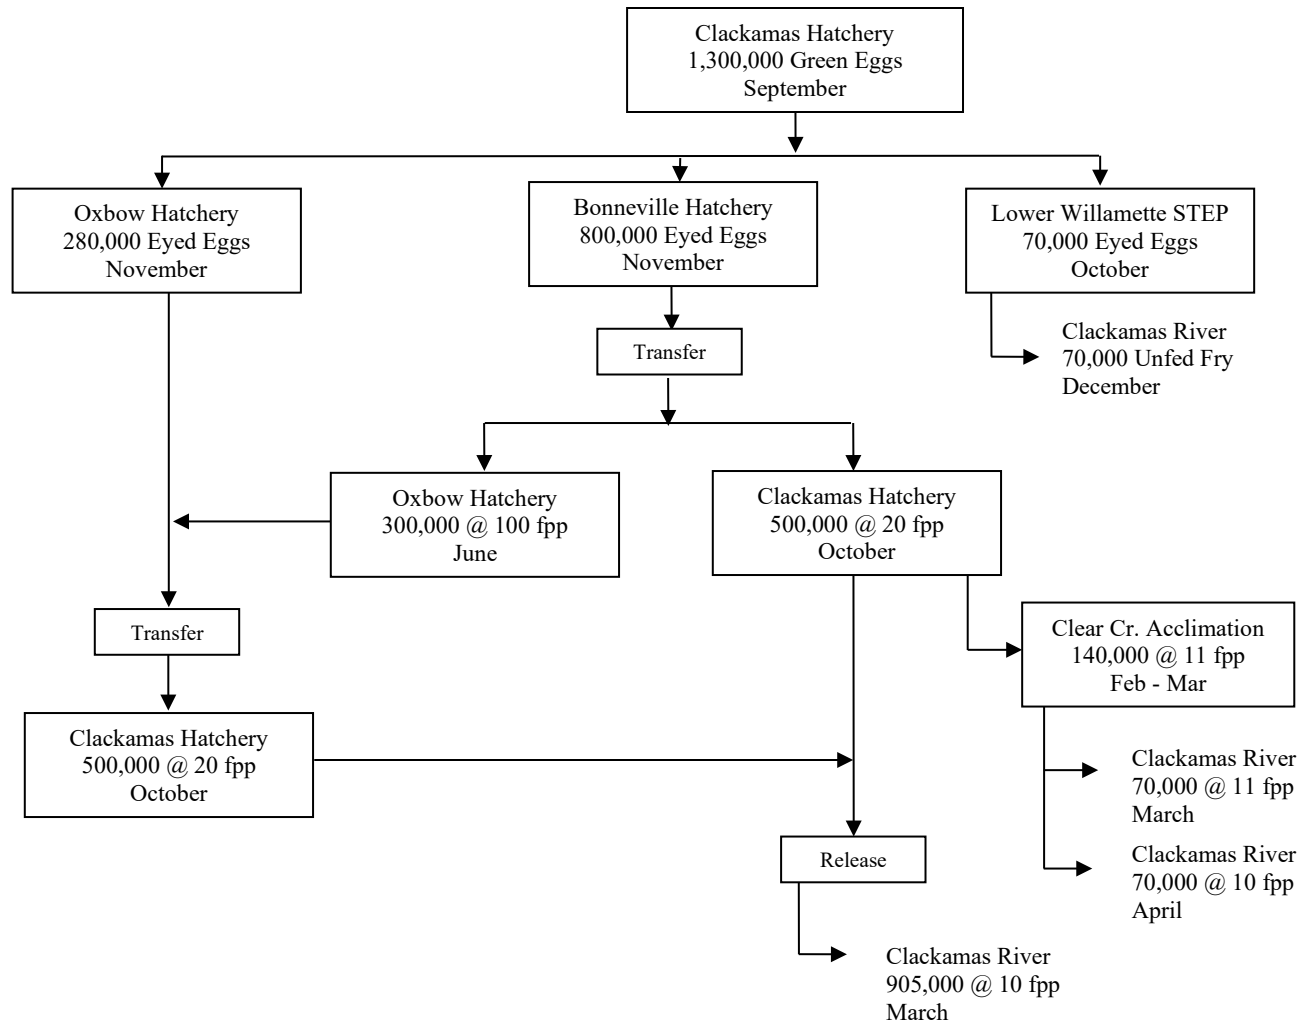 Clackamas Hatchery
1,300,000 Green Eggs
September
Oxbow Hatchery
280,000 Eyed Eggs
November
Bonneville Hatchery
800,000 Eyed Eggs
November
Lower Willamette STEP
70,000 Eyed Eggs
October
Clackamas River
70,000 Unfed Fry
December
Transfer
Oxbow Hatchery
300,000 @ 100 fpp
June
Clackamas Hatchery
500,000 @ 20 fpp
October
Transfer
Clear Cr. Acclimation
140,000 @ 11 fpp
Feb - Mar
Clackamas Hatchery
500,000 @ 20 fpp
October
Clackamas River
70,000 @ 11 fpp
March
Release
Clackamas River
70,000 @ 10 fpp
April
Clackamas River
905,000 @ 10 fpp
March